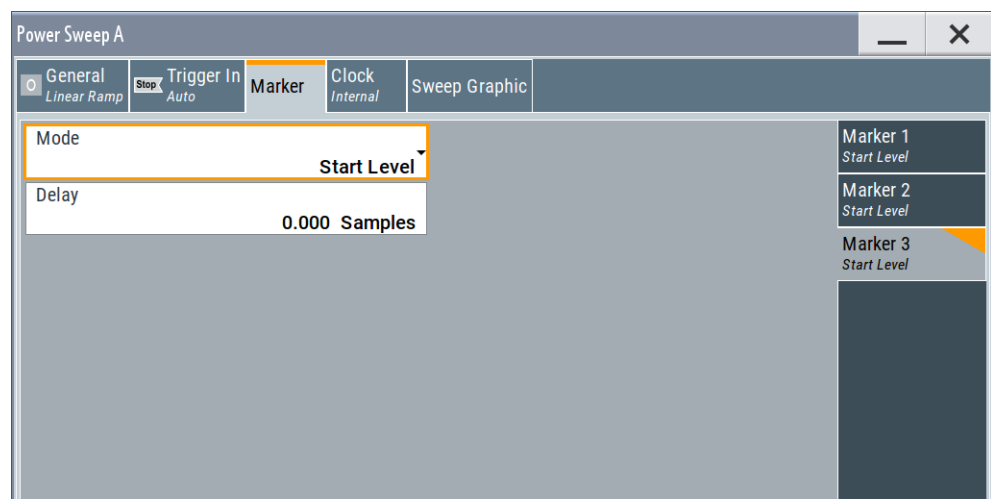 Power Sweep A
O General
Linear Ramp
Stop Trigger In
Auto
Marker
Clock
Internal
Sweep Graphic
Mode
Start Level
Delay
0.000 Samples
Marker 1
Start Level
Marker 2
Start Level
Marker 3
Start Level